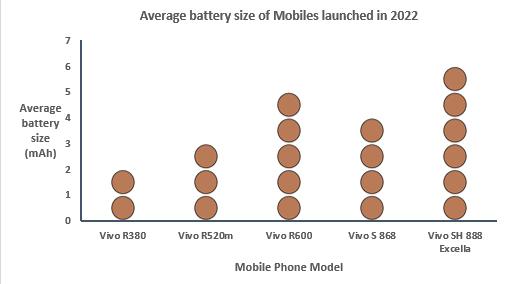 Average battery size of Mobiles launched in 2022
7
6
5
4
3
2
1
0
Average
battery
size
(mAh)
Vivo R380
Vivo R520m
Vivo R600
Vivo S 868
Vivo SH 888
Excella
Mobile Phone Model